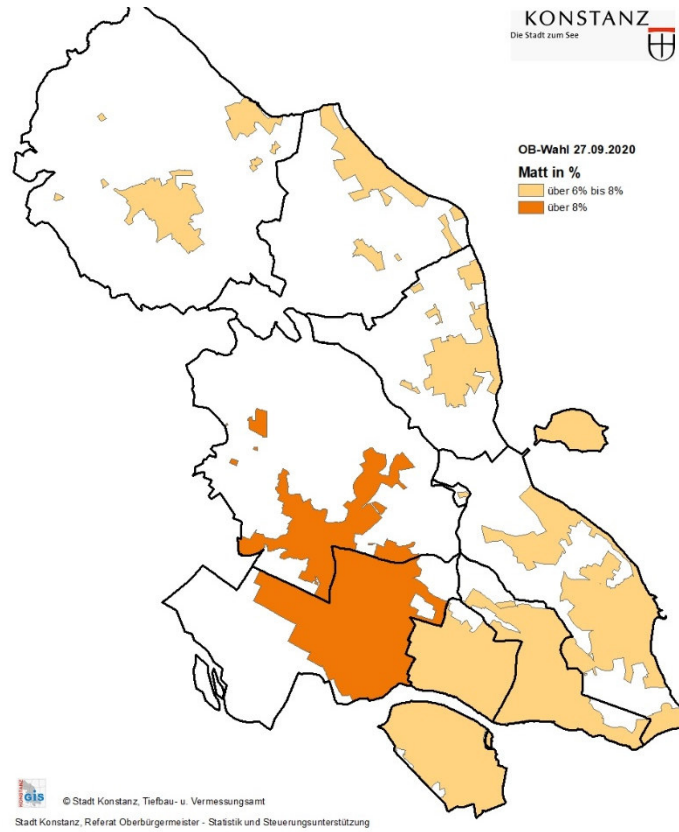 KONSTANZ
Die Stadt zum See
OB-Wahl 27.09.2020
Matt in %
über 6% bis 8%
über 8%
KONSTANZ
GIS
© Stadt Konstanz, Tiefbau- u. Vermessungsamt
Stadt Konstanz, Referat Oberbürgermeister - Statistik und Steuerungsunterstützung